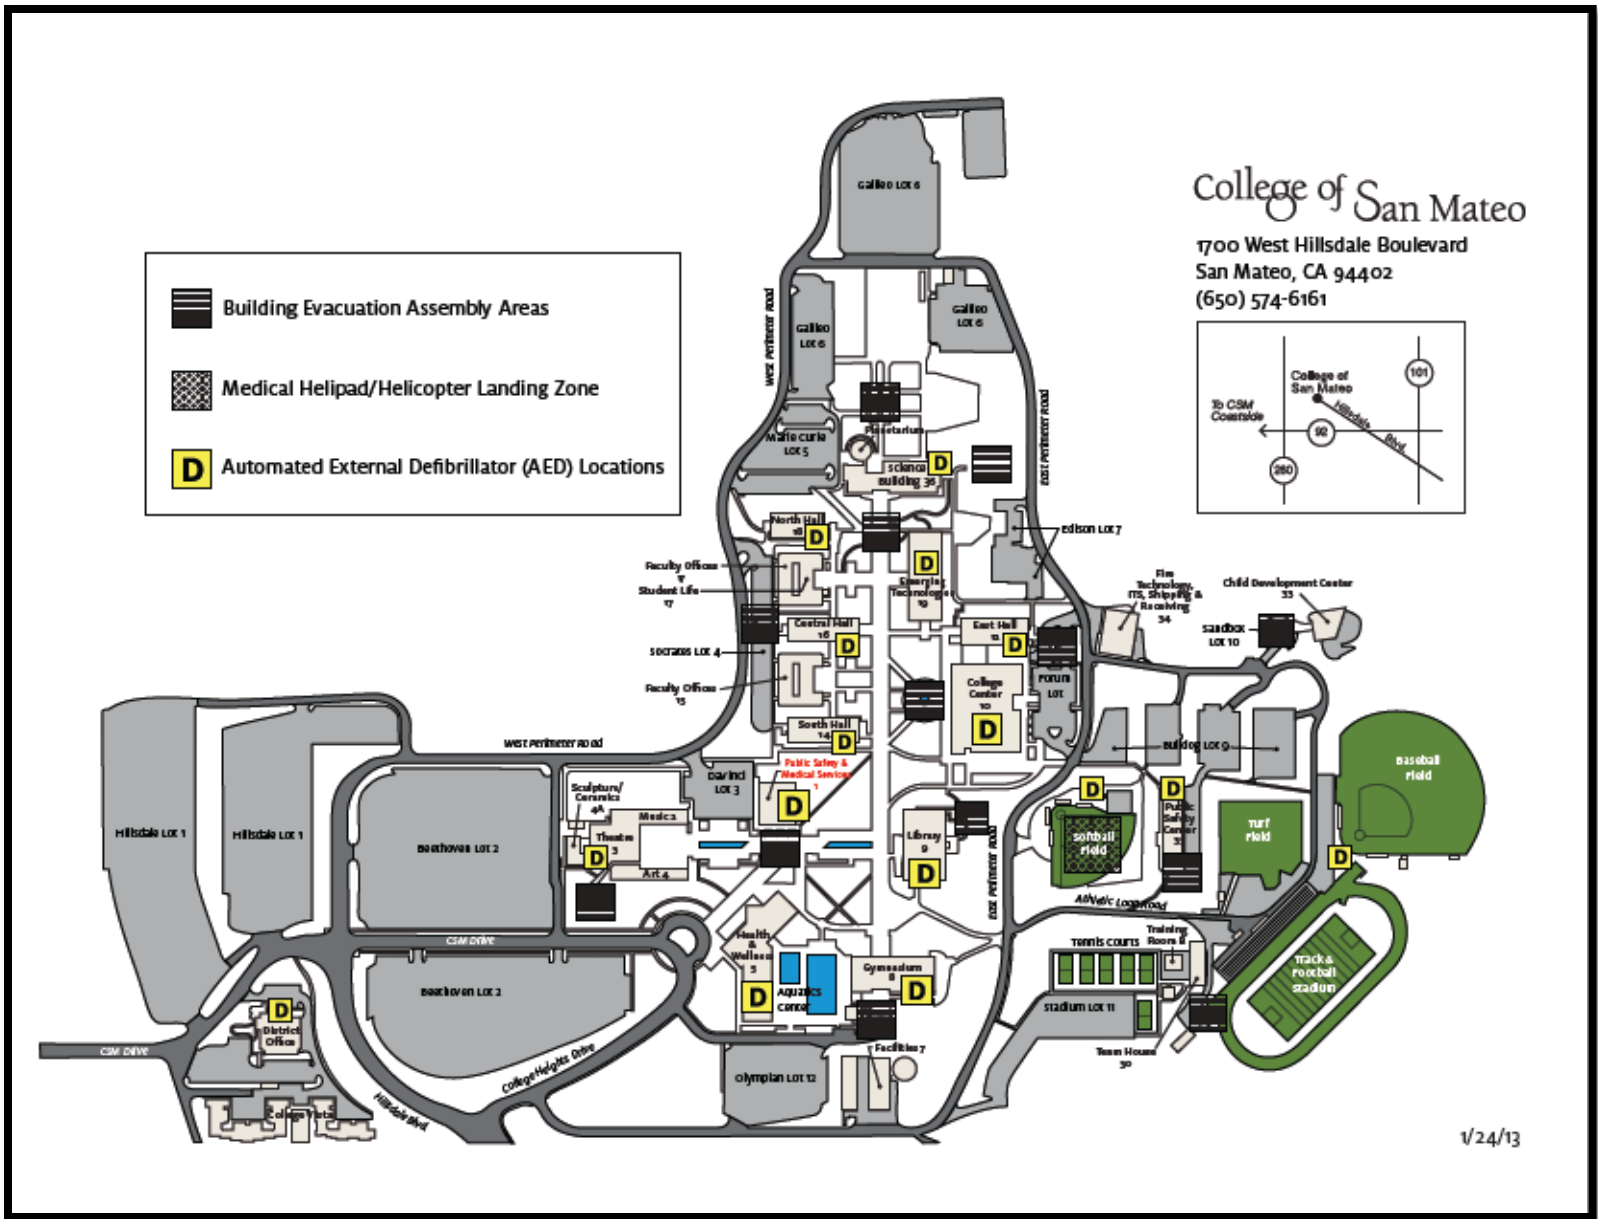 College of San Mateo
1700 West Hillsdale Boulevard
San Mateo, CA 94402
(650) 574-6161
College of
San Mateo
101
To CSM
Coastside
92
Hillsdale
Blvd.
280
Building Evacuation Assembly Areas
Medical Helipad/Helicopter Landing Zone
D
Automated External Defibrillator (AED) Locations
Galileo Lot 6
West Perimeter Road
Galileo
Lot 6
Galileo
Lot 6
East Perimeter Road
Planetarium
Marie Curie
Lot 5
Science
Building 36
D
North Hall
18
D
Edison Lot 7
Faculty Offices
Student Life
17
D
Emerging
Technologies
19
Fire
Technology,
ITS, Shipping &
Receiving
34
Child Development Center
33
Central Hall
16
D
East Hall
12
D
Sandbox
Lot 10
Socrates Lot 4
Faculty Offices
15
College
Center
10
D
Forum
Lot
South Hall
14
D
Bulldog Lot 9
West Perimeter Road
Public Safety &
Medical Services
1
D
DaVinci
Lot 3
Baseball
Field
Sculpture/
Ceramics
4A
Music 2
Theatre
3
D
Art 4
Hillsdale Lot 1
Hillsdale Lot 1
Beethoven Lot 2
Library
9
D
East Perimeter Road
D
Softball
Field
D
Public
Safety
Center
35
Turf
Field
D
Athletic Loop Road
CSM Drive
Health
&
Wellness
5
D
Aquatics
Center
Gymnasium
8
D
Tennis Courts
Training
Room 8
Track &
Football
Stadium
Beethoven Lot 2
Stadium Lot 11
D
District
Office
CSM Drive
Team House
30
Facilities 7
Olympian Lot 12
College Heights Drive
Hillsdale Blvd.
College Vista
1/24/13